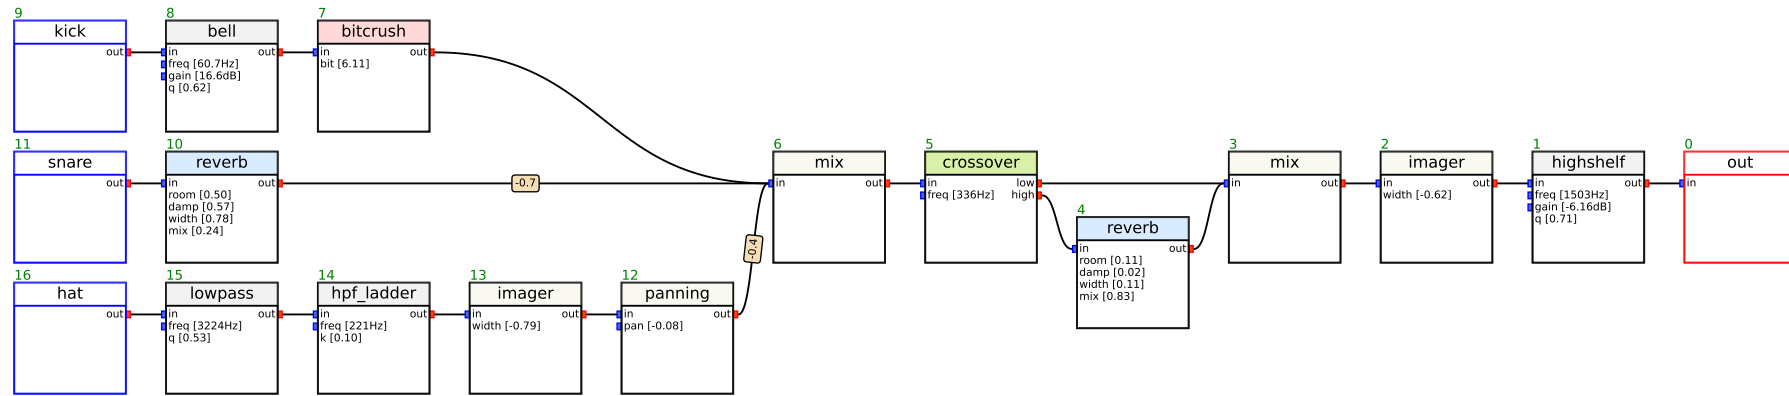 9
kick
out
8
bell
in out
freq [60.7Hz]
gain [16.6dB]
q [0.62]
7
bitcrush
in out
bit [6.11]
11
snare
out
10
reverb
in out
room [0.50]
damp [0.57]
width [0.78]
mix [0.24]
-0.7
6
mix
in out
5
crossover
in low
freq [336Hz] high
4
reverb
in out
room [0.11]
damp [0.02]
width [0.11]
mix [0.83]
3
mix
in out
2
imager
in out
width [-0.62]
1
highshelf
in out
freq [1503Hz]
gain [-6.16dB]
q [0.71]
0
out
in
16
hat
out
15
lowpass
in out
freq [3224Hz]
q [0.53]
14
hpf_ladder
in out
freq [221Hz]
k [0.10]
13
imager
in out
width [-0.79]
12
panning
in out
pan [-0.08]
-0.4